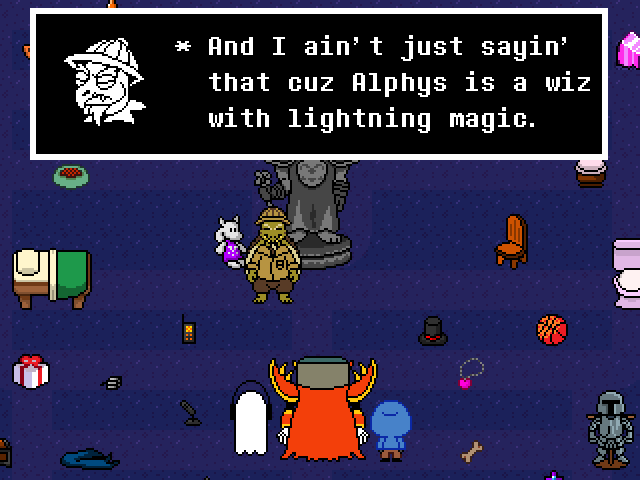 * And I ain't just sayin'
that cuz Alphys is a wiz
with lightning magic.